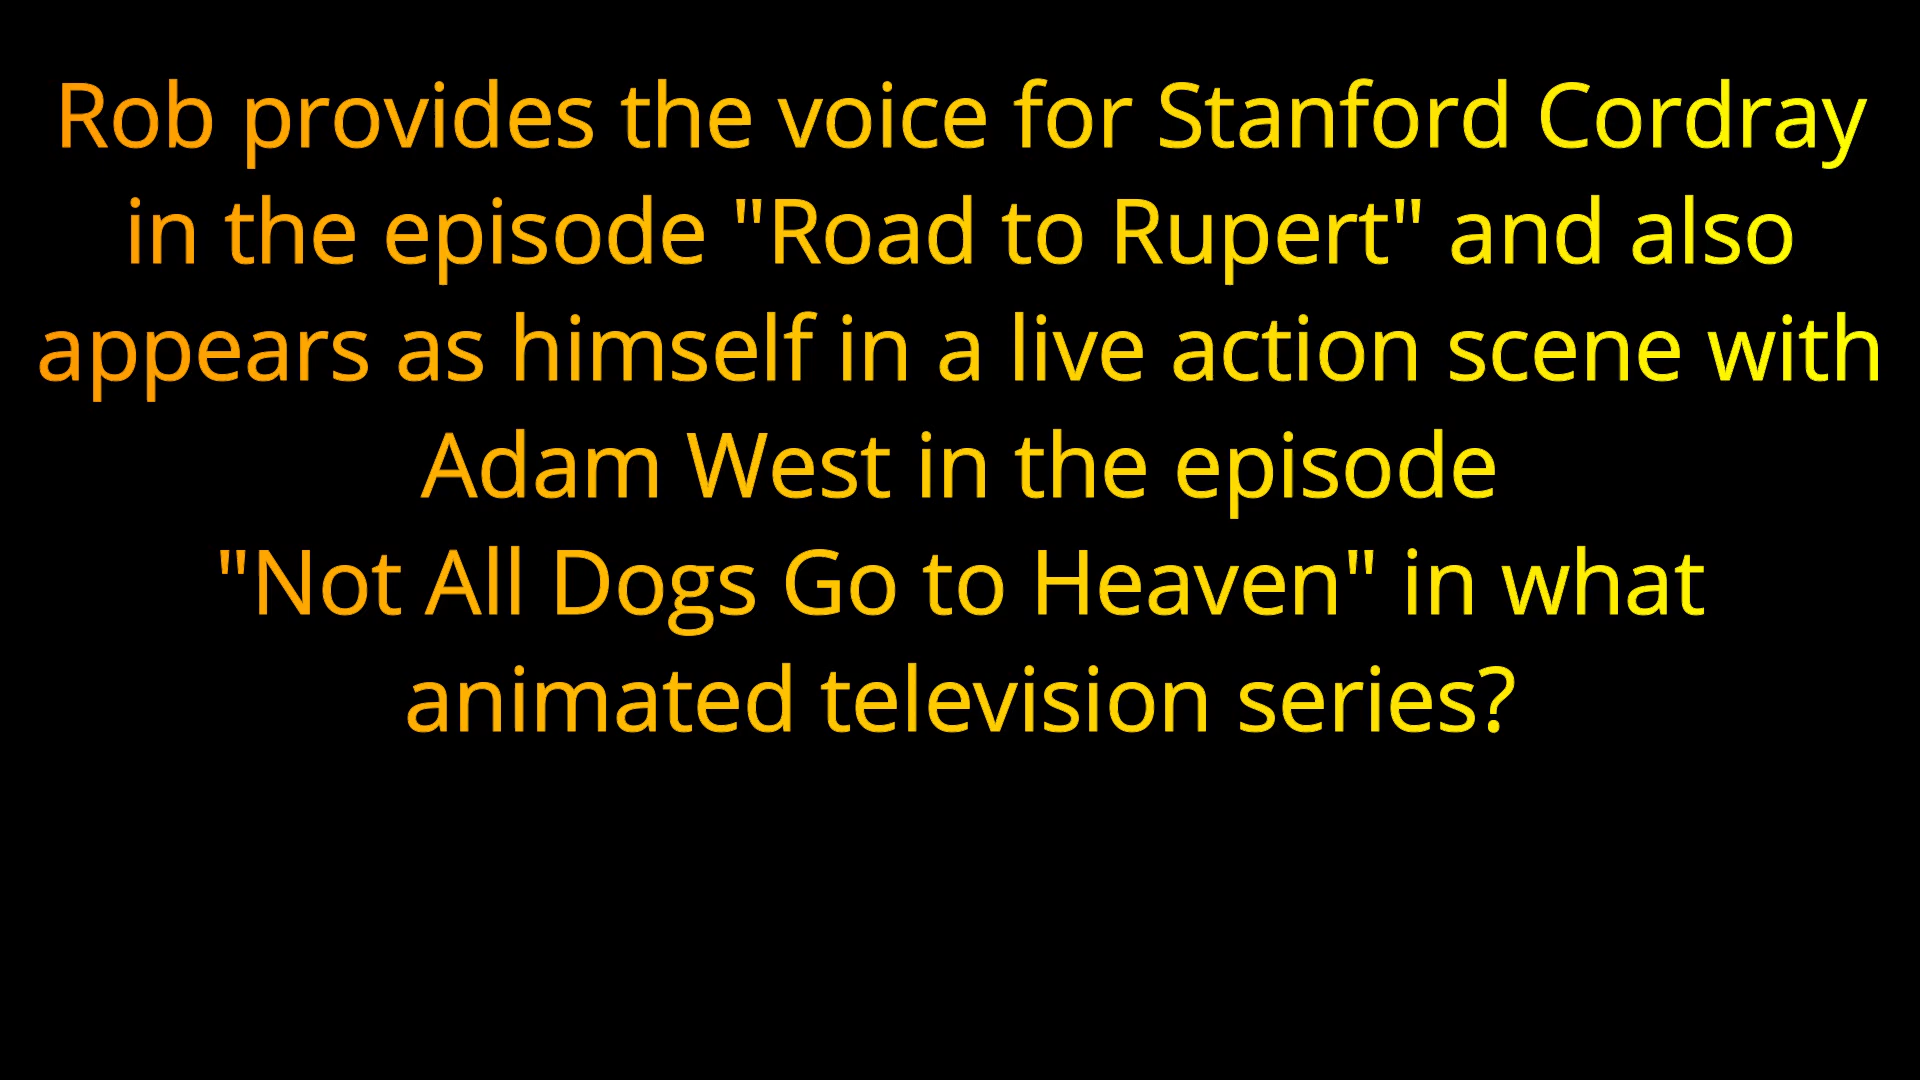 Rob provides the voice for Stanford Cordray
in the episode "Road to Rupert" and also
appears as himself in a live action scene with
Adam West in the episode
"Not All Dogs Go to Heaven" in what
animated television series?